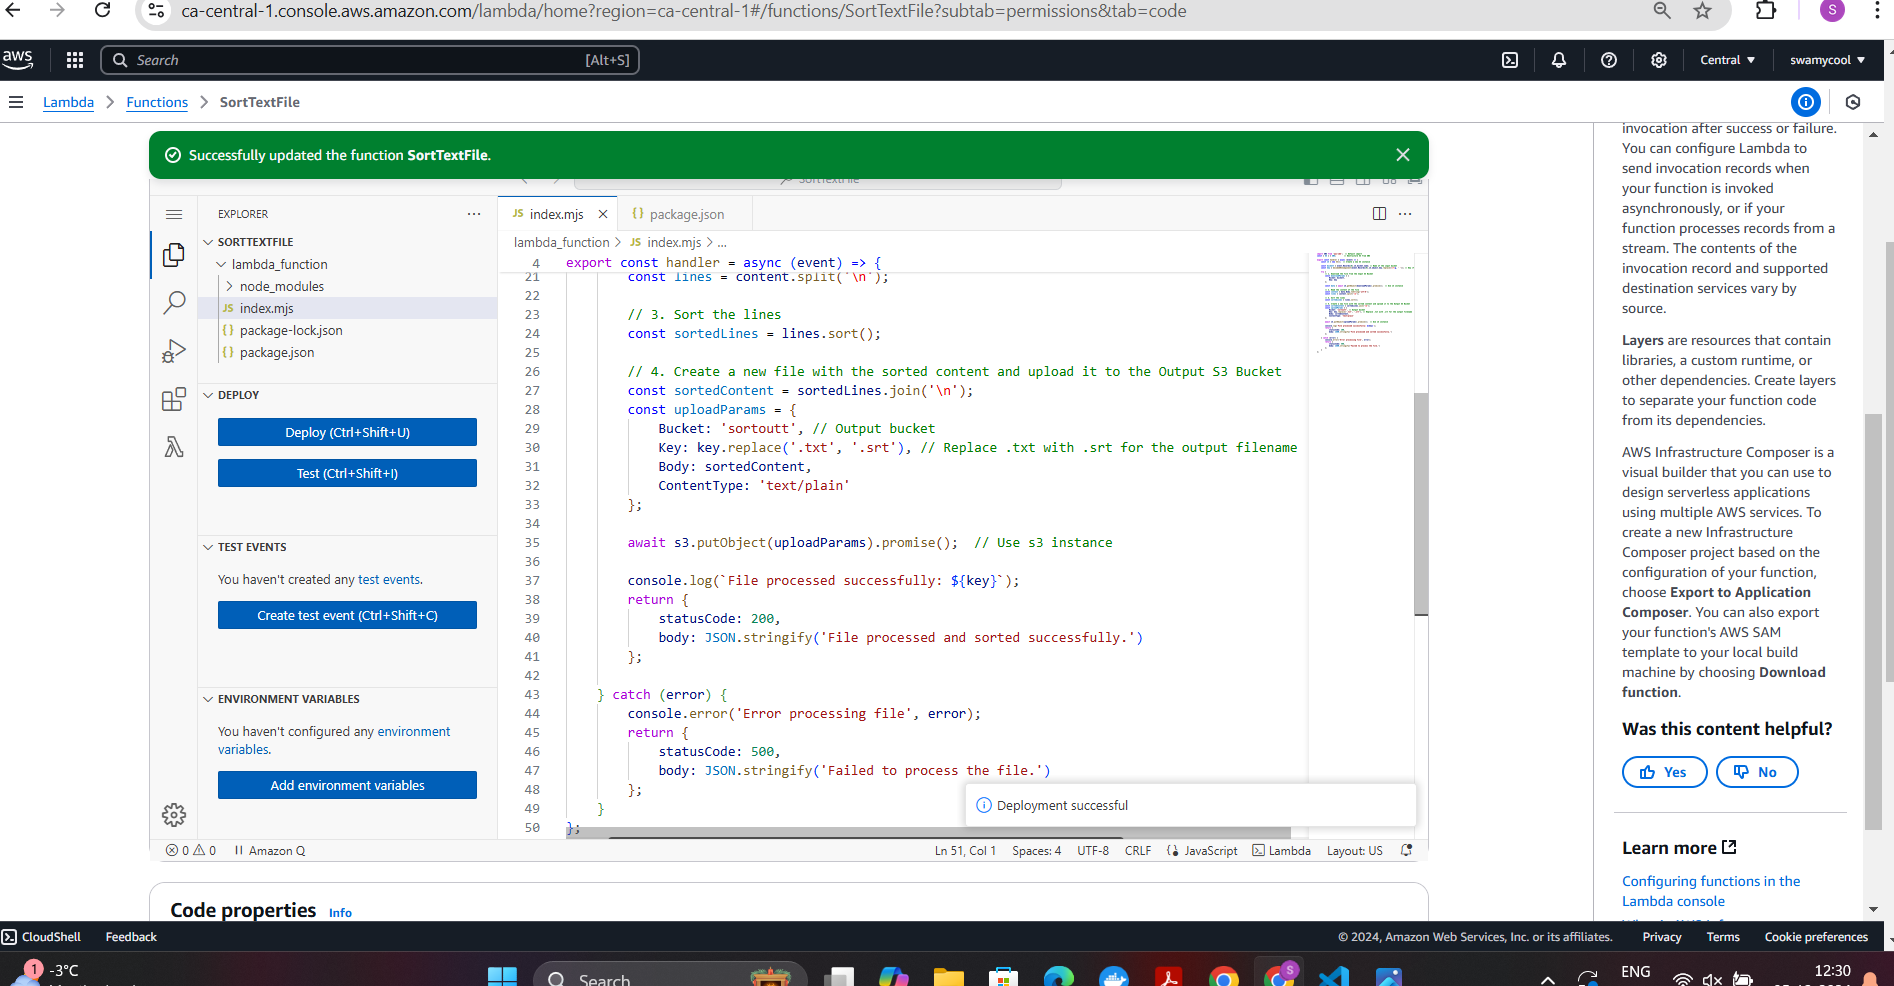 ca-central-1.console.aws.amazon.com/lambda/home?region=ca-central-1#/functions/SortTextFile?subtab=permissions&tab=code
S
aws
Search
[Alt+S]
Central
swamycool
Lambda
Functions
SortTextFile
Successfully updated the function SortTextFile.
EXPLORER
SORTTEXTFILE
lambda_function
node_modules
JS index.mjs
{} package-lock.json
{} package.json
DEPLOY
Deploy (Ctrl+Shift+U)
Test (Ctrl+Shift+I)
TEST EVENTS
You haven't created any test events.
Create test event (Ctrl+Shift+C)
ENVIRONMENT VARIABLES
You haven't configured any environment
variables.
Add environment variables
SortTextFile
JS index.mjs
{} package.json
lambda_function > JS index.mjs > ...
4 export const handler = async (event) => {
21 const lines = content.split('\n');
22
23 // 3. Sort the lines
24 const sortedLines = lines.sort();
25
26 // 4. Create a new file with the sorted content and upload it to the Output S3 Bucket
27 const sortedContent = sortedLines.join('\n');
28 const uploadParams = {
29 Bucket: 'sortoutt', // Output bucket
30 Key: key.replace('.txt', '.srt'), // Replace .txt with .srt for the output filename
31 Body: sortedContent,
32 ContentType: 'text/plain'
33 };
34
35 await s3.putObject(uploadParams).promise(); // Use s3 instance
36
37 console.log(`File processed successfully: ${key}`);
38 return {
39 statusCode: 200,
40 body: JSON.stringify('File processed and sorted successfully.')
41 };
42
43 } catch (error) {
44 console.error('Error processing file', error);
45 return {
46 statusCode: 500,
47 body: JSON.stringify('Failed to process the file.')
48 };
49 }
50 };
Deployment successful
0 0 Amazon Q
Ln 51, Col 1 Spaces: 4 UTF-8 CRLF JavaScript Lambda Layout: US
Code properties Info
invocation after success or failure.
You can configure Lambda to
send invocation records when
your function is invoked
asynchronously, or if your
function processes records from a
stream. The contents of the
invocation record and supported
destination services vary by
source.
Layers are resources that contain
libraries, a custom runtime, or
other dependencies. Create layers
to separate your function code
from its dependencies.
AWS Infrastructure Composer is a
visual builder that you can use to
design serverless applications
using multiple AWS services. To
create a new Infrastructure
Composer project based on the
configuration of your function,
choose Export to Application
Composer. You can also export
your function's AWS SAM
template to your local build
machine by choosing Download
function.
Was this content helpful?
Yes
No
Learn more
Configuring functions in the
Lambda console
CloudShell
Feedback
© 2024, Amazon Web Services, Inc. or its affiliates.
Privacy
Terms
Cookie preferences
1
-3°C
Search
S
ENG
12:30